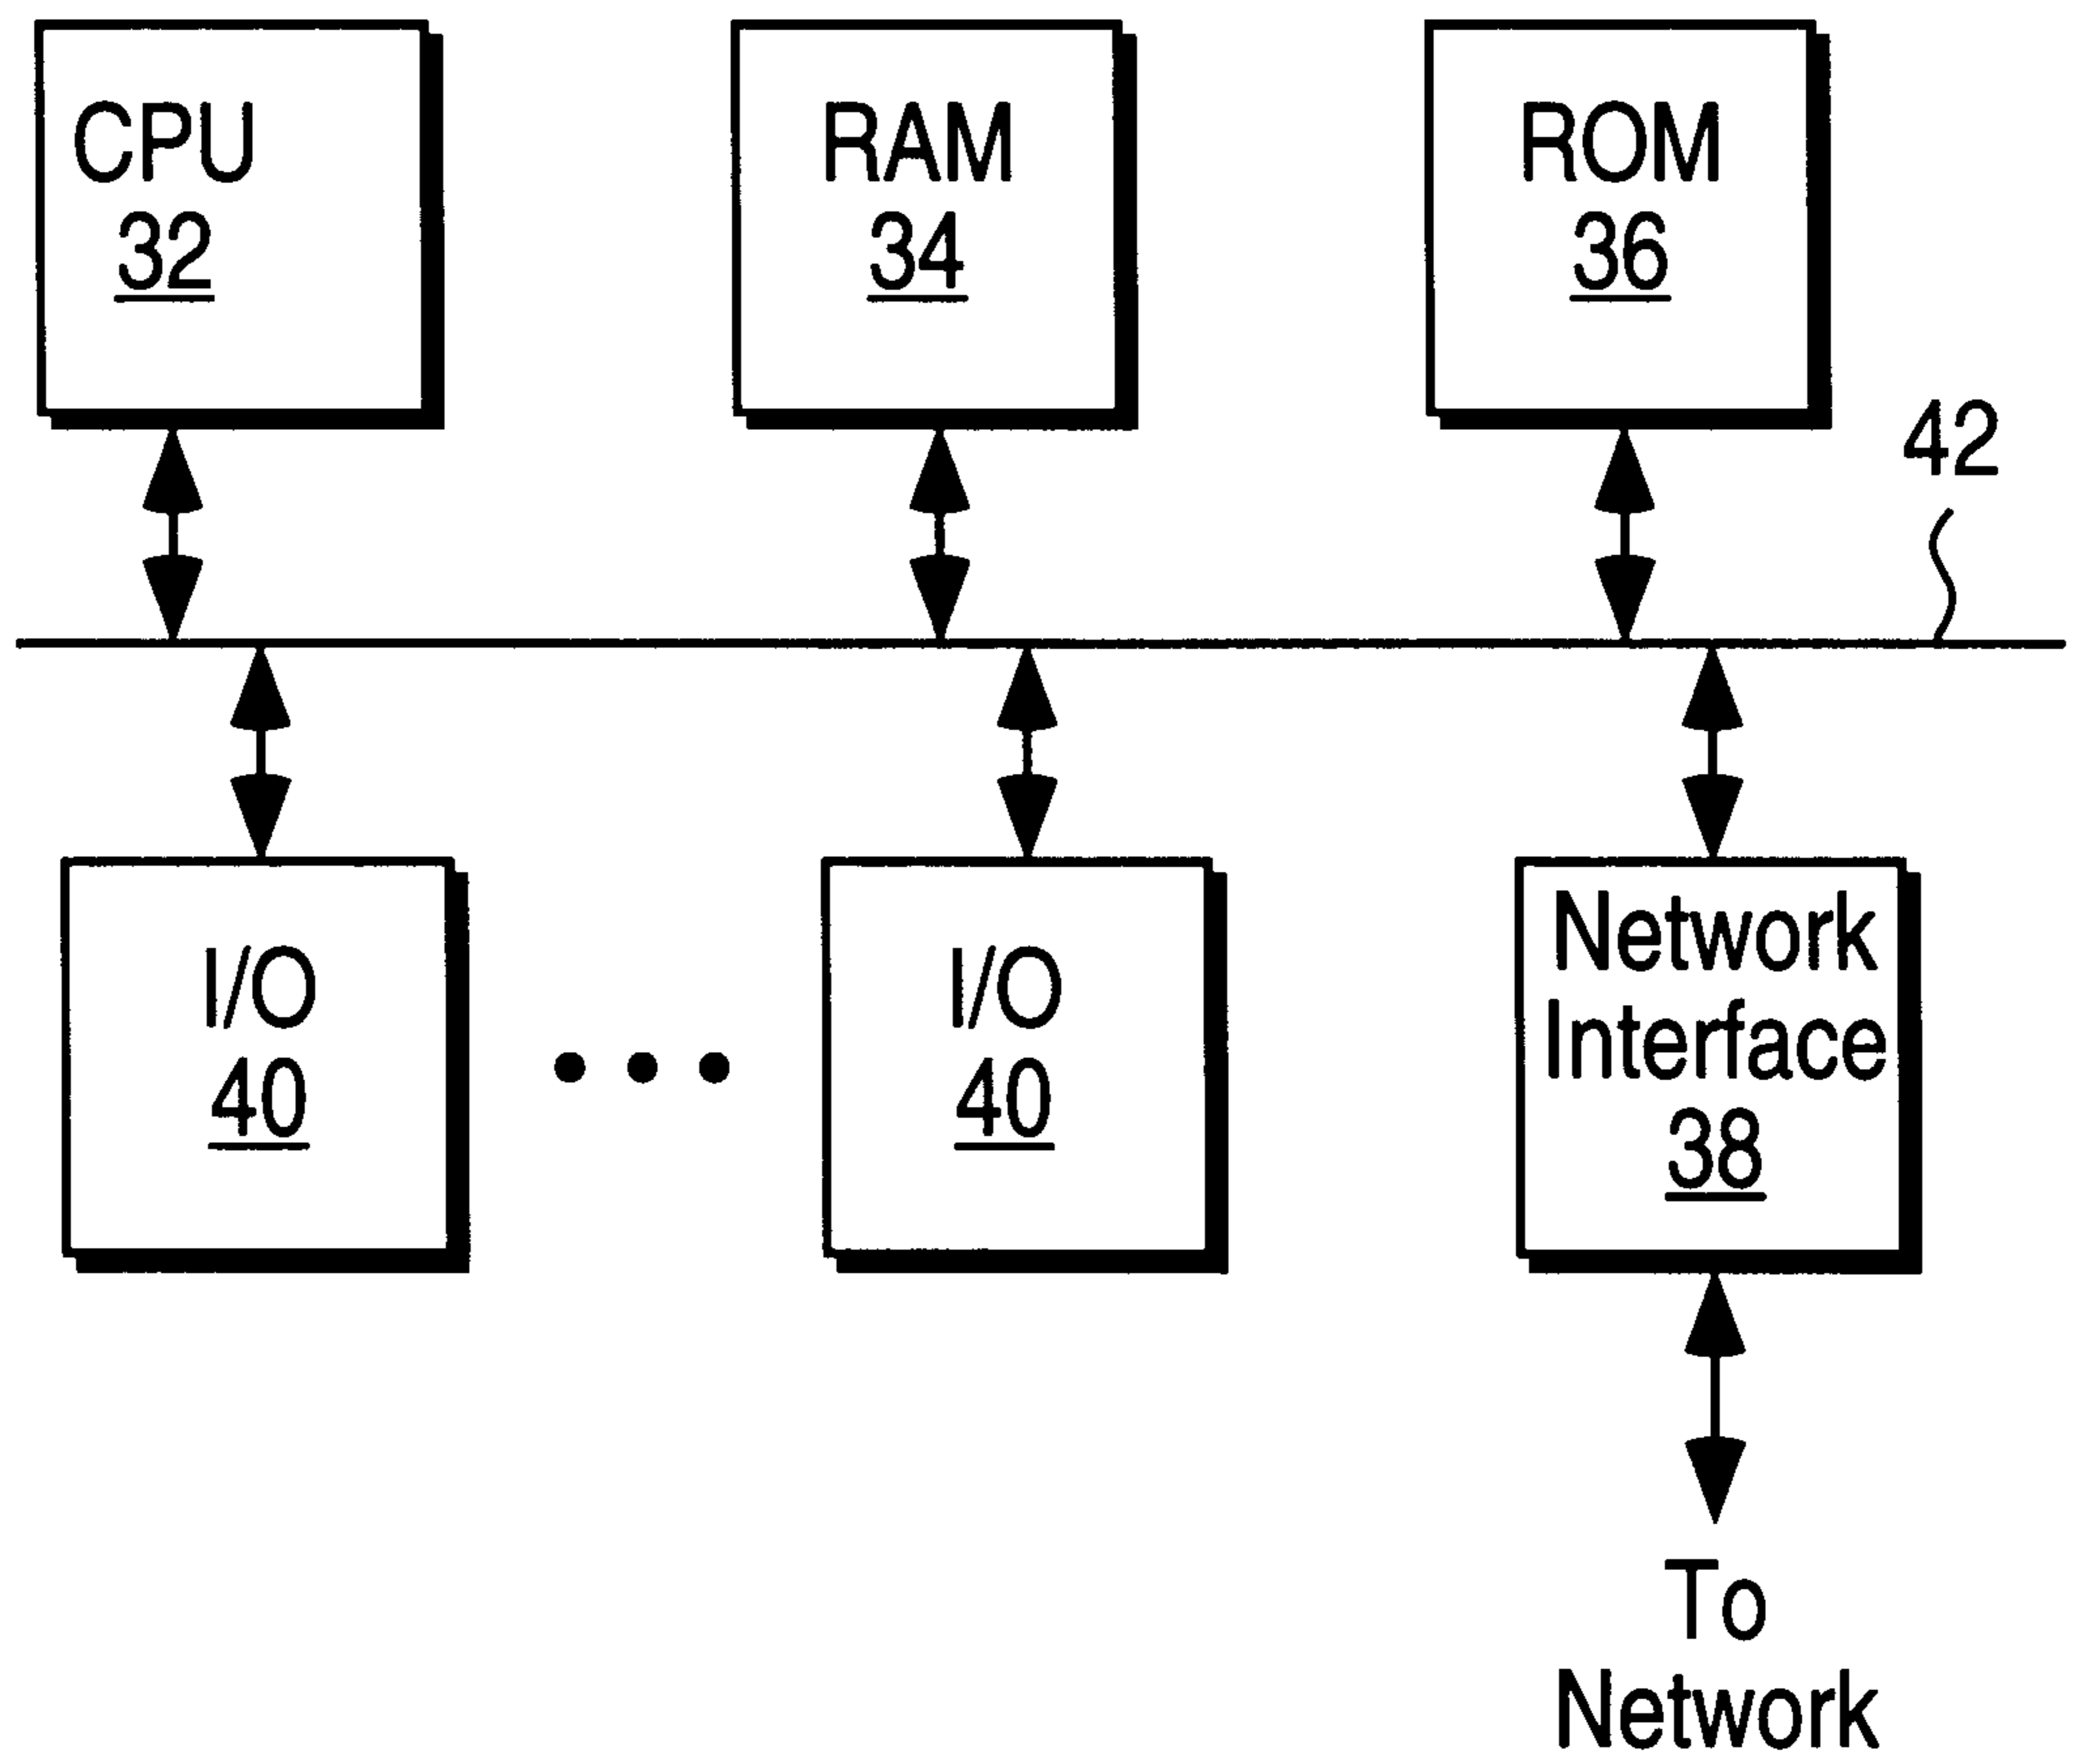 CPU
32
RAM
34
ROM
36
42
I/O
40
I/O
40
Network
Interface
38
To
Network